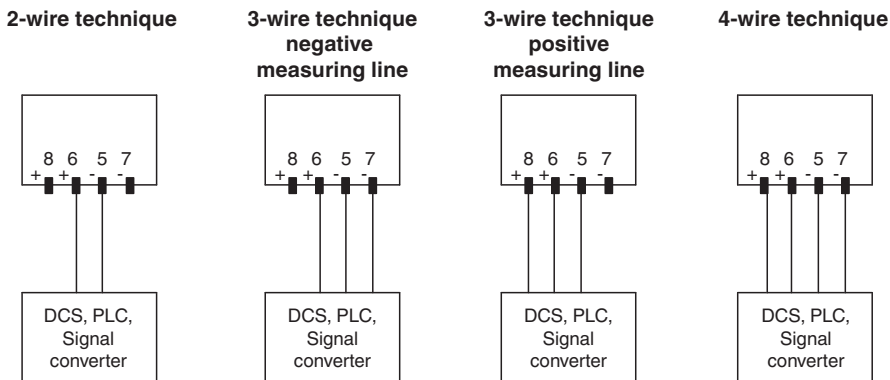 2-wire technique
3-wire technique
negative
measuring line
3-wire technique
positive
measuring line
4-wire technique
8 6 5 7
+ + - -
8 6 5 7
+ + - -
8 6 5 7
+ + - -
8 6 5 7
+ + - -
DCS, PLC,
Signal
converter
DCS, PLC,
Signal
converter
DCS, PLC,
Signal
converter
DCS, PLC,
Signal
converter